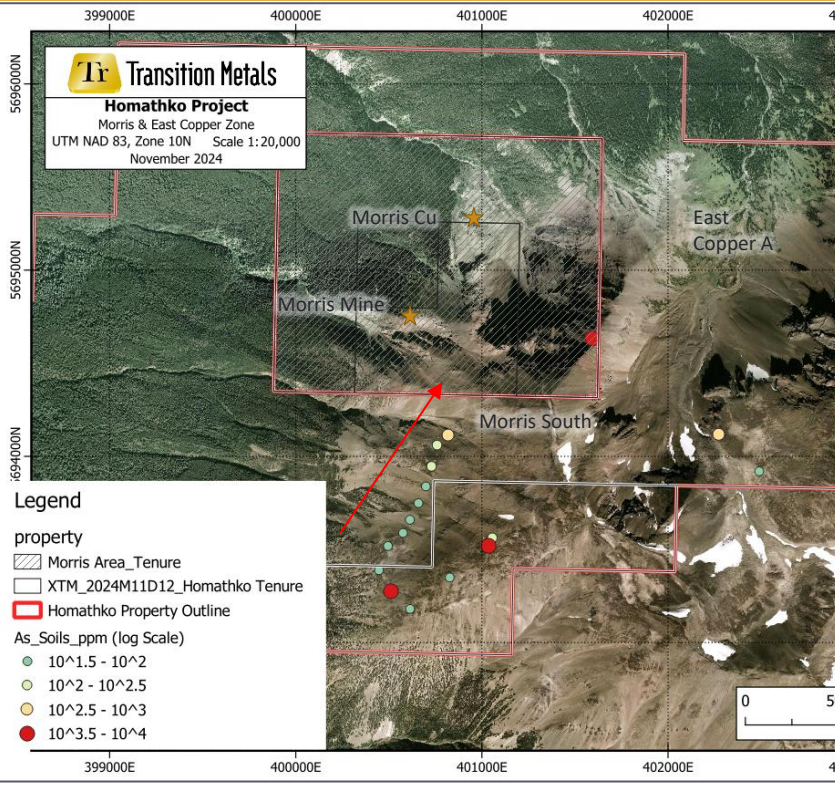 399000E 400000E 401000E 402000E
5696000N
5695000N
5694000N
Tr Transition Metals
Homathko Project
Morris & East Copper Zone
UTM NAD 83, Zone 10N Scale 1:20,000
November 2024
Morris Cu
East
Copper A
Morris Mine
Morris South
Legend
property
Morris Area_Tenure
XTM_2024M11D12_Homathko Tenure
Homathko Property Outline
As_Soils_ppm (log Scale)
10^1.5 - 10^2
10^2 - 10^2.5
10^2.5 - 10^3
10^3.5 - 10^4
0 5
399000E 400000E 401000E 402000E